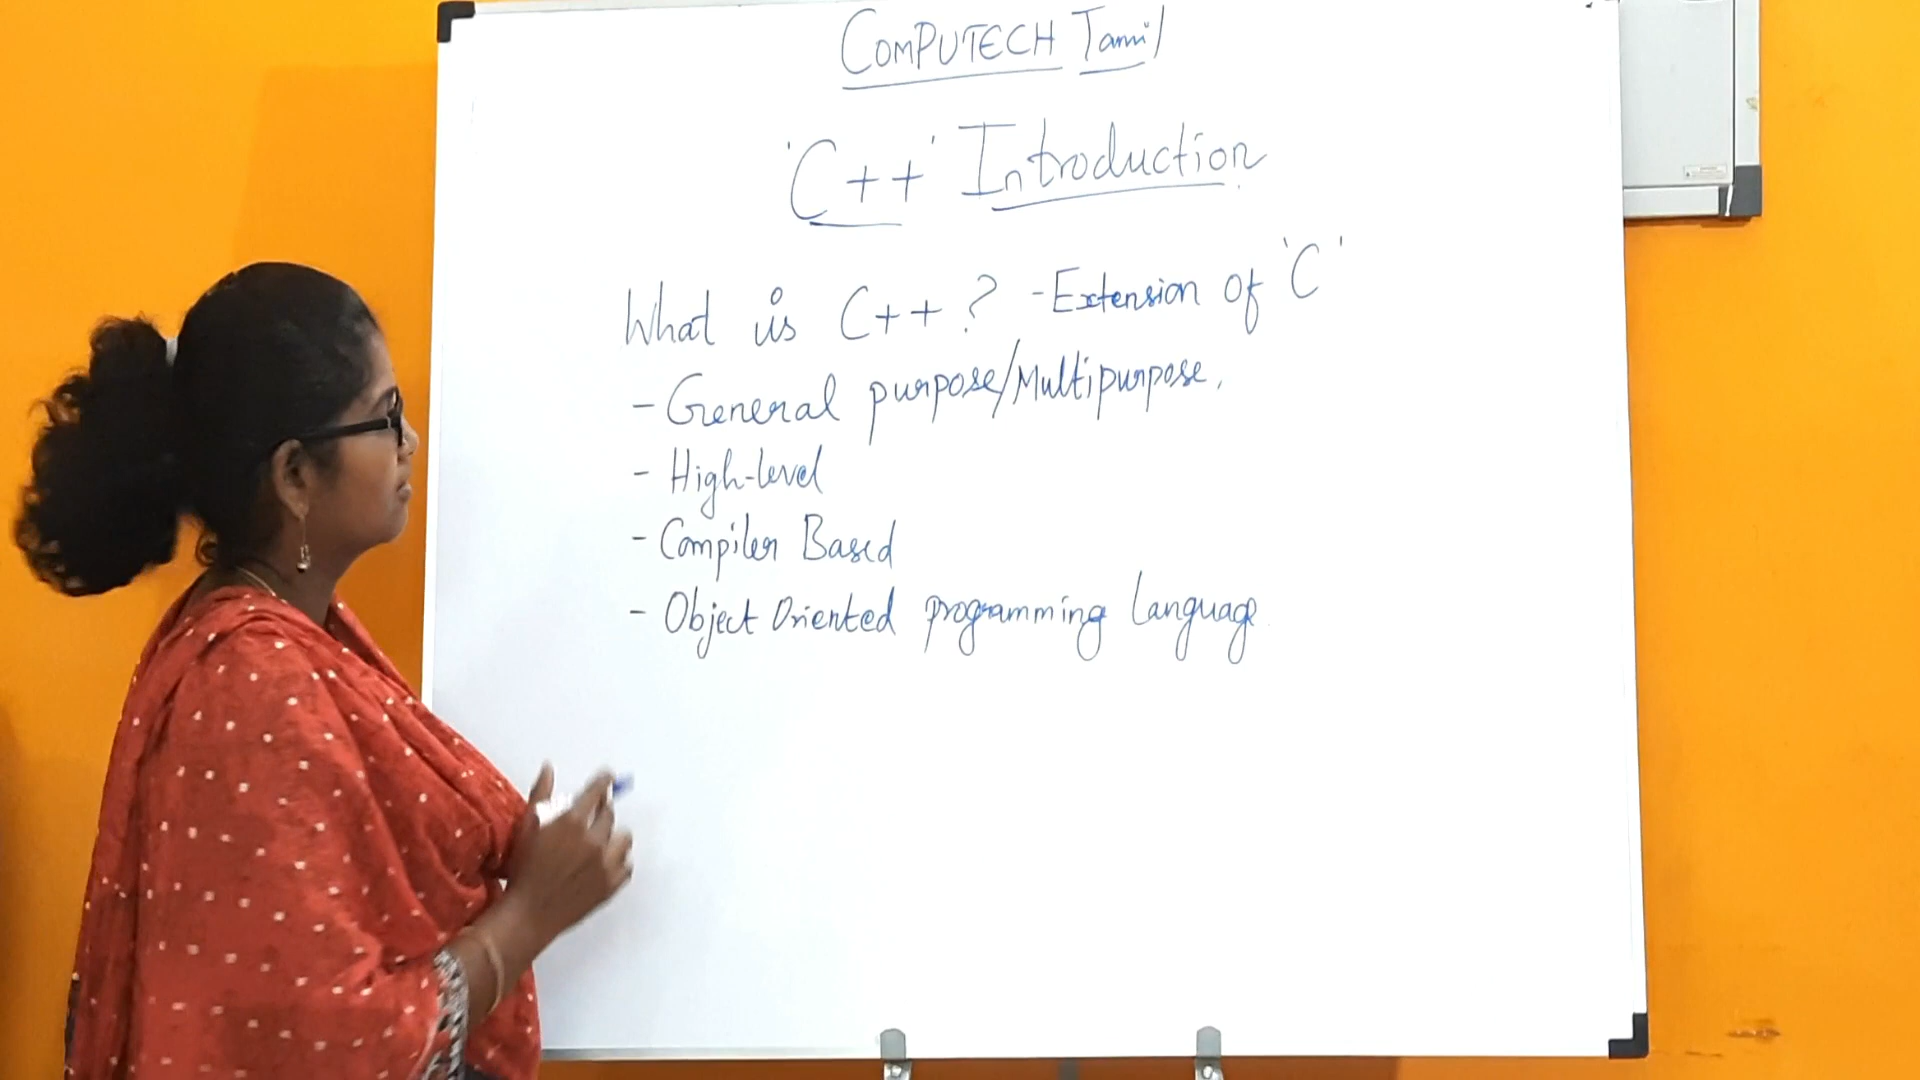 COMPUTECH Tamil
'C++' Introduction
What is C++? - Extension of 'C'
- General purpose/Multipurpose.
- High-level
- Compiler Based
- Object Oriented programming language